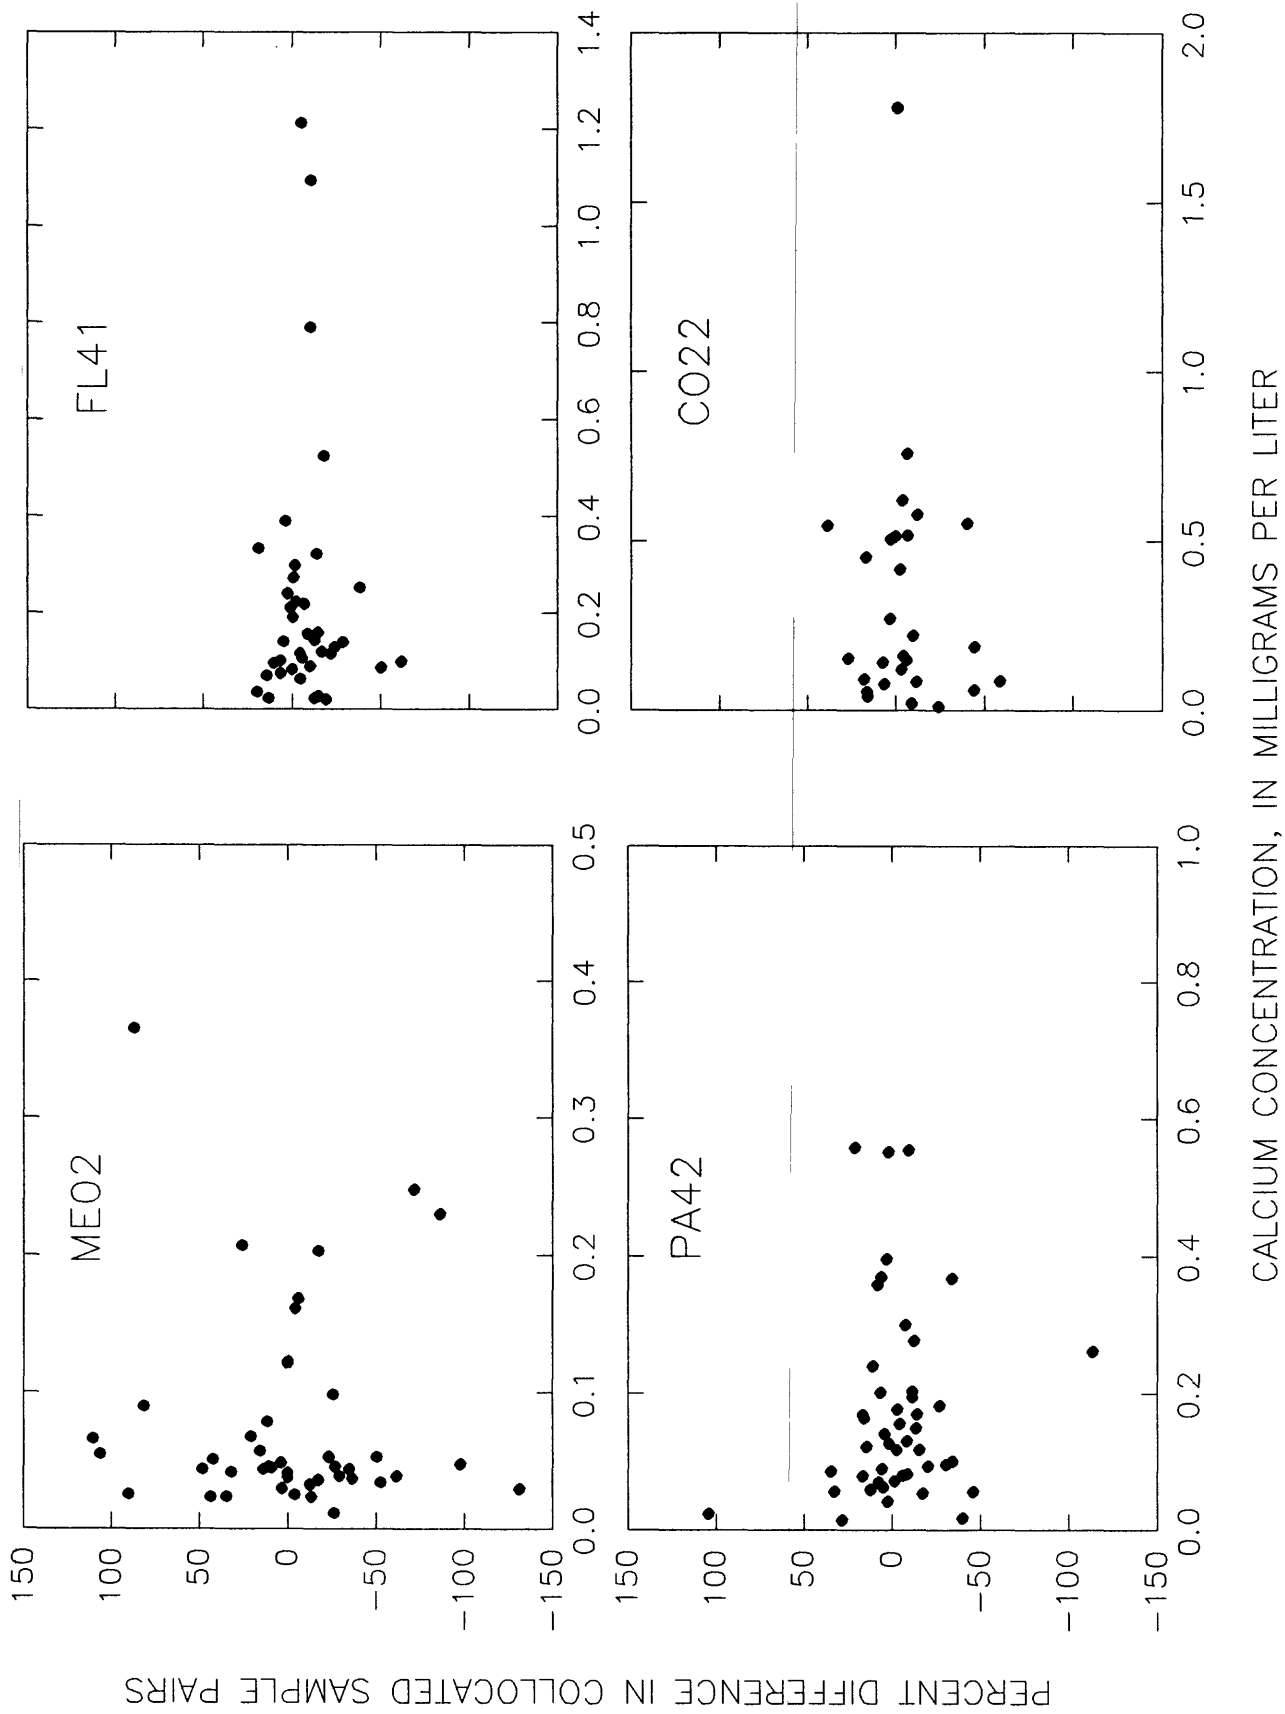 ME02
FL41
150
100
50
0
-50
-100
-150
0.0 0.1 0.2 0.3 0.4 0.5
0.0 0.2 0.4 0.6 0.8 1.0 1.2 1.4
PA42
CO22
150
100
50
0
-50
-100
-150
0.0 0.2 0.4 0.6 0.8 1.0
0.0 0.5 1.0 1.5 2.0
PERCENT DIFFERENCE IN COLLOCATED SAMPLE PAIRS
CALCIUM CONCENTRATION, IN MILLIGRAMS PER LITER